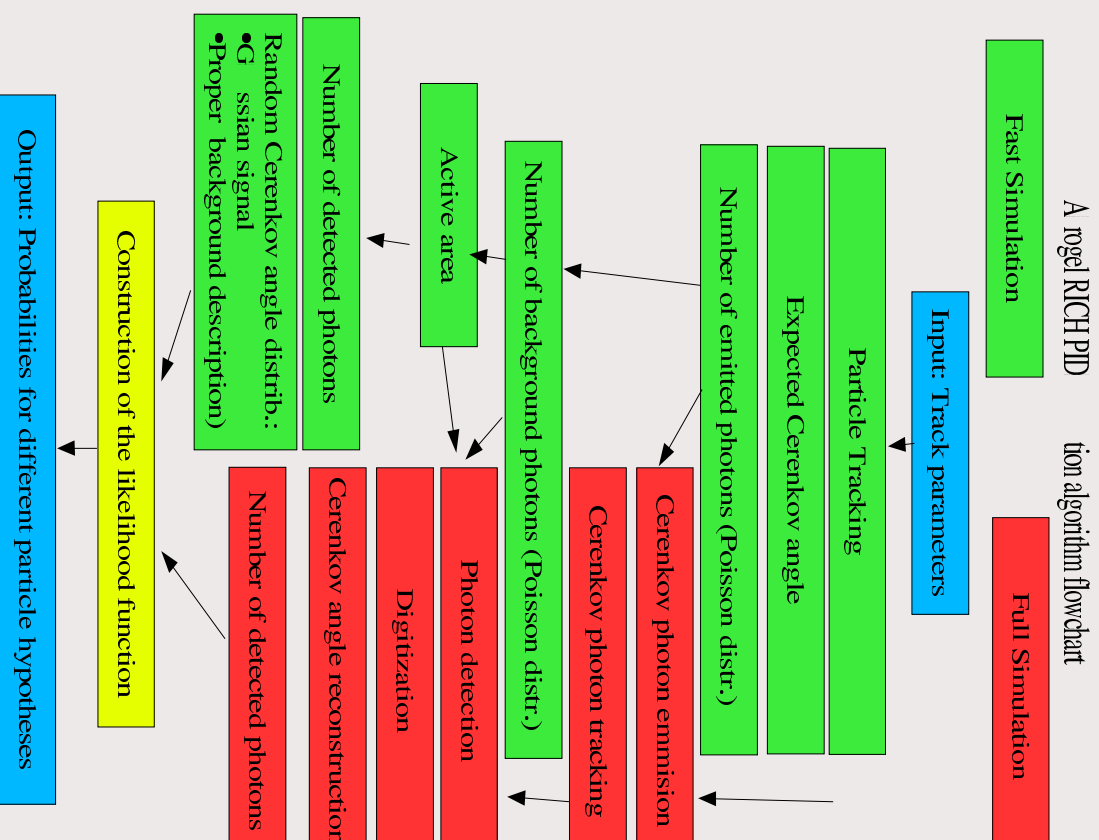 A rogel RICH PID tion algorithm flowchart
Fast Simulation
Full Simulation
Input: Track parameters
Particle Tracking
Expected Cerenkov angle
Number of emitted photons (Poisson distr.)
Cerenkov photon emmision
Cerenkov photon tracking
Number of background photons (Poisson distr.)
Active area
Photon detection
Digitization
Cerenkov angle reconstruction
Number of detected photons
Random Cerenkov angle distrib.:
•G ssian signal
•Proper background description)
Number of detected photons
Construction of the likelihood function
Output: Probabilities for different particle hypotheses